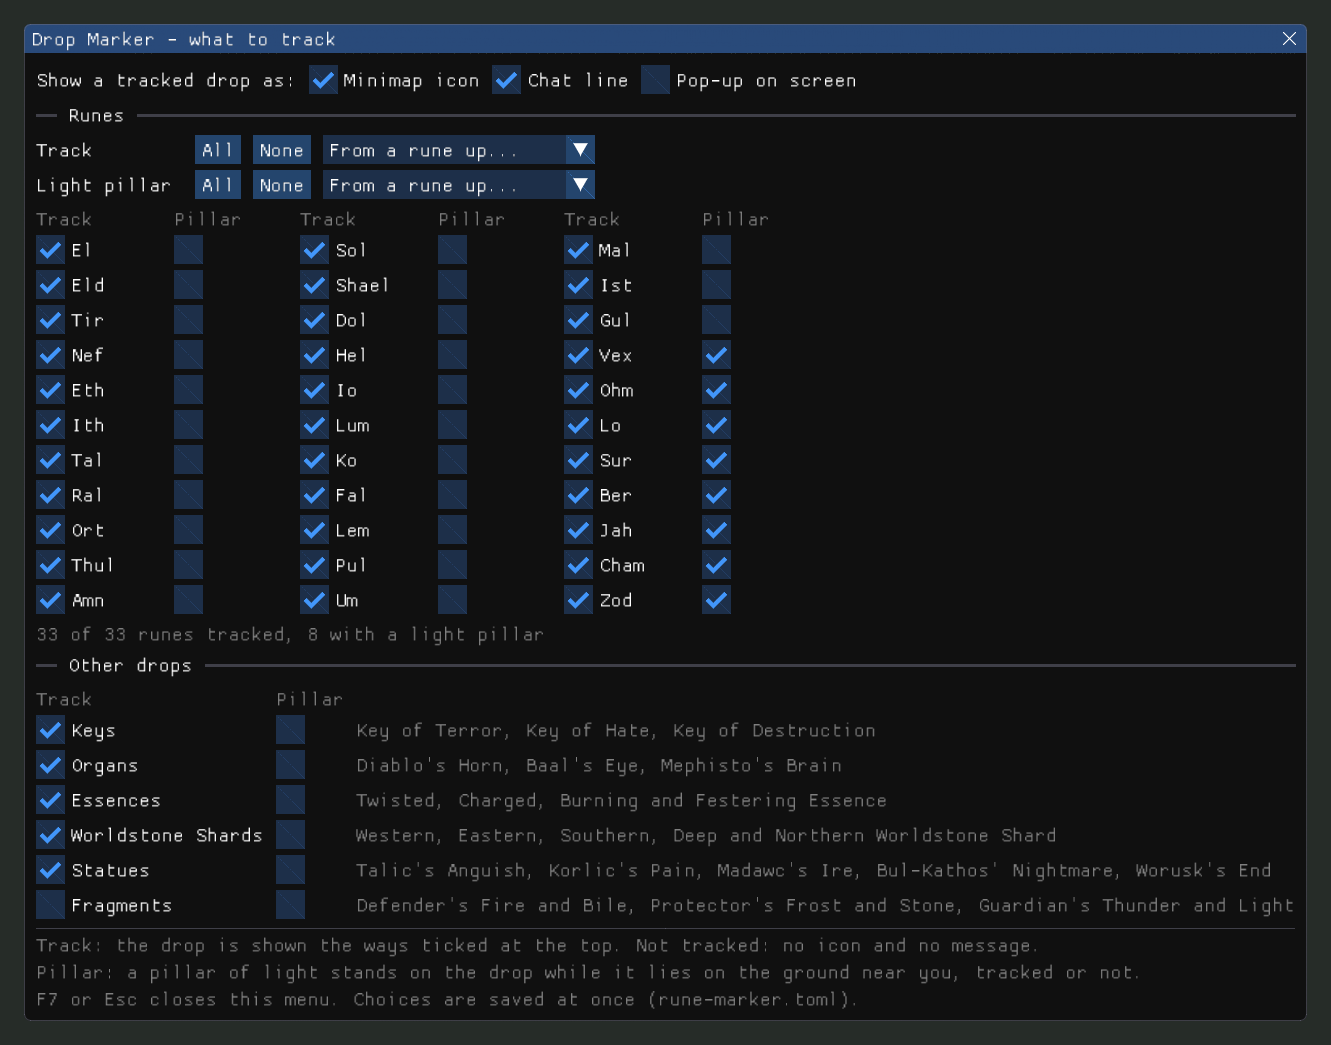 Drop Marker - what to track
Show a tracked drop as: Minimap icon Chat line Pop-up on screen
Runes
Track All None From a rune up...
Light pillar All None From a rune up...
Track Pillar Track Pillar Track Pillar
El Sol Mal
Eld Shael Ist
Tir Dol Gul
Nef Hel Vex
Eth Io Ohm
Ith Lum Lo
Tal Ko Sur
Ral Fal Ber
Ort Lem Jah
Thul Pul Cham
Amn Um Zod
33 of 33 runes tracked, 8 with a light pillar
Other drops
Track Pillar
Keys Key of Terror, Key of Hate, Key of Destruction
Organs Diablo's Horn, Baal's Eye, Mephisto's Brain
Essences Twisted, Charged, Burning and Festering Essence
Worldstone Shards Western, Eastern, Southern, Deep and Northern Worldstone Shard
Statues Talic's Anguish, Korlic's Pain, Madawc's Ire, Bul-Kathos' Nightmare, Worusk's End
Fragments Defender's Fire and Bile, Protector's Frost and Stone, Guardian's Thunder and Light
Track: the drop is shown the ways ticked at the top. Not tracked: no icon and no message.
Pillar: a pillar of light stands on the drop while it lies on the ground near you, tracked or not.
F7 or Esc closes this menu. Choices are saved at once (rune-marker.toml).